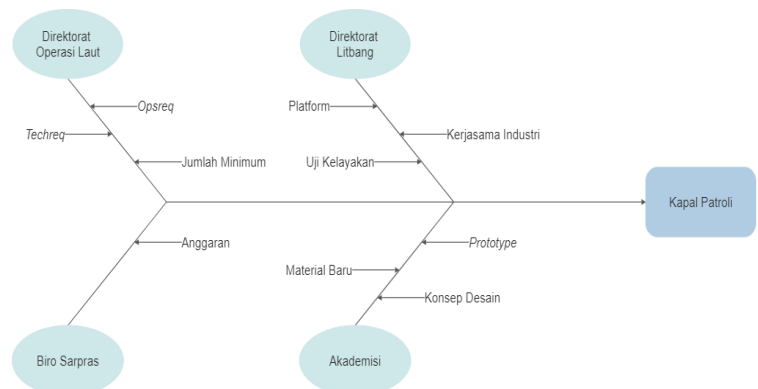 Direktorat
Operasi Laut
Direktorat
Litbang
Opsreq
Techreq
Jumlah Minimum
Platform
Kerjasama Industri
Uji Kelayakan
Kapal Patroli
Anggaran
Prototype
Material Baru
Konsep Desain
Biro Sarpras
Akademisi